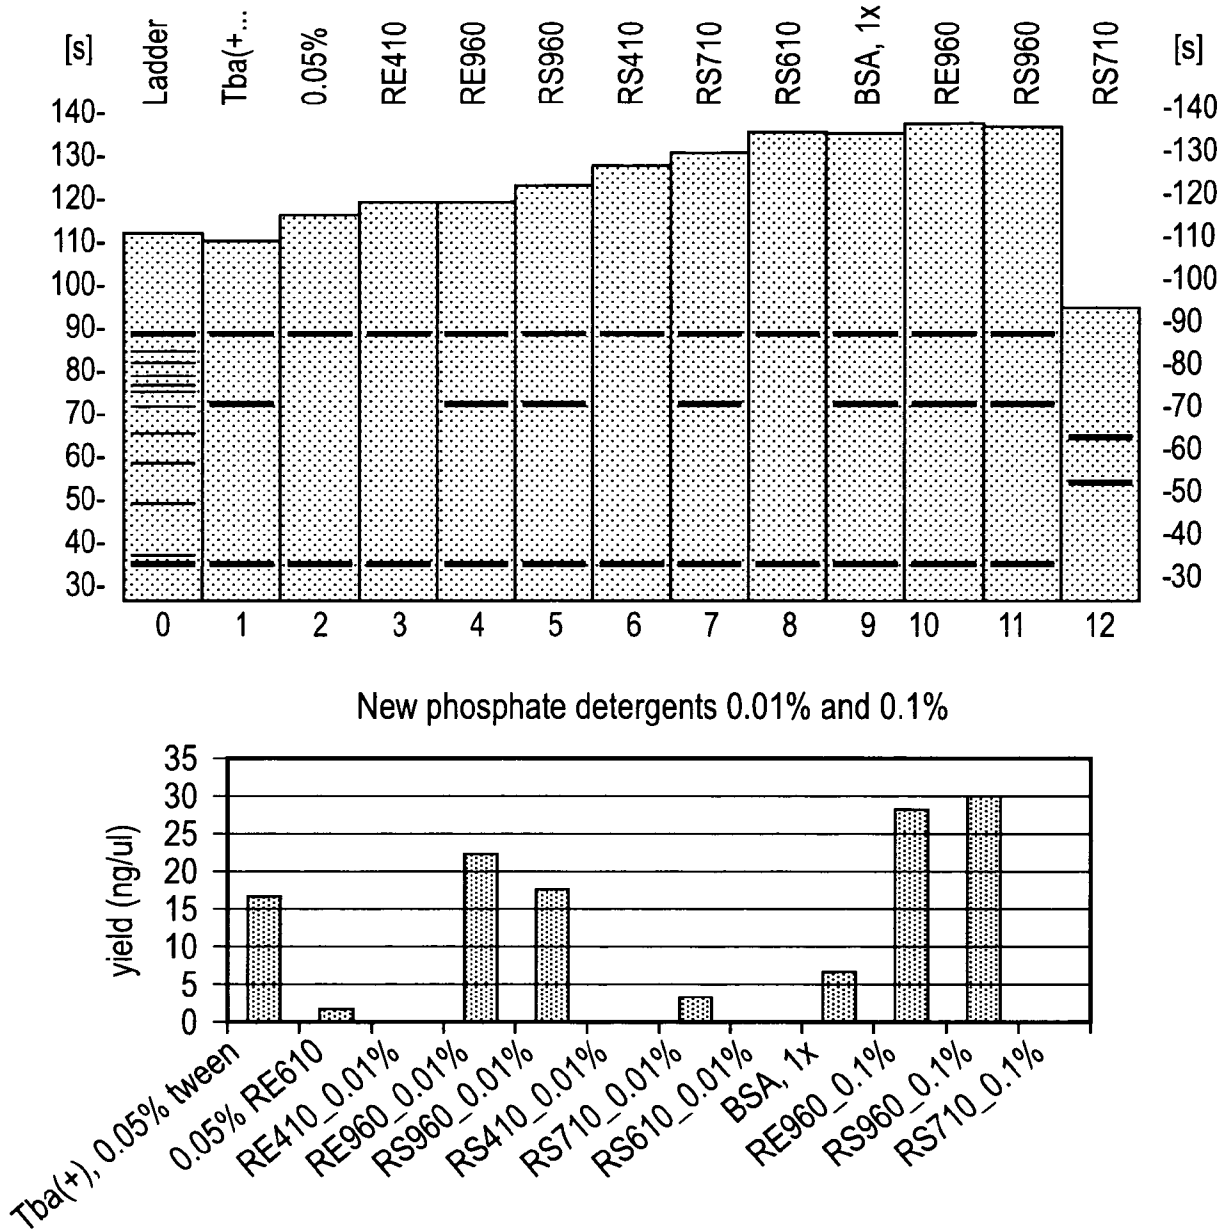 [s] Ladder Tba(+... 0.05% RE410 RE960 RS960 RS410 RS710 RS610 BSA, 1x RE960 RS960 RS710 [s]
140- -140
130- -130
120- -120
110- -110
100- -100
90- -90
80- -80
70- -70
60- -60
50- -50
40- -40
30- -30
0 1 2 3 4 5 6 7 8 9 10 11 12
New phosphate detergents 0.01% and 0.1%
yield (ng/ul)
35
30
25
20
15
10
5
0
Tba(+), 0.05% tween
0.05% RE610
RE410_0.01%
RE960_0.01%
RS960_0.01%
RS410_0.01%
RS710_0.01%
RS610_0.01%
BSA, 1x
RE960_0.1%
RS960_0.1%
RS710_0.1%